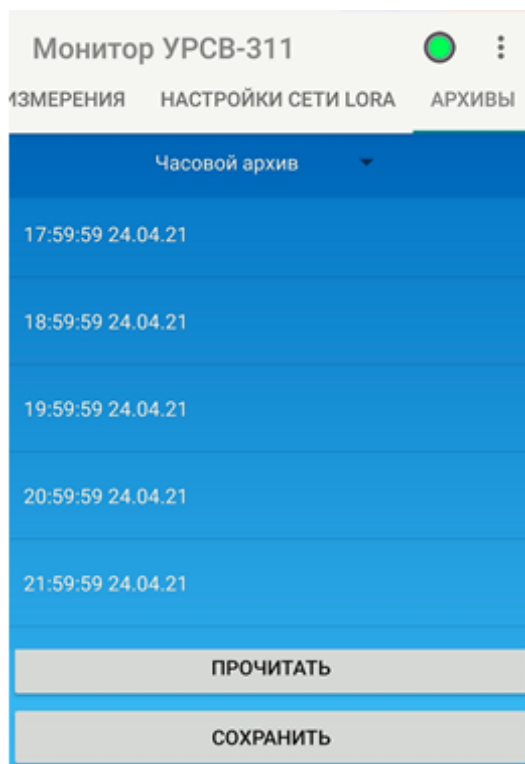 Монитор УРСВ-311
ИЗМЕРЕНИЯ НАСТРОЙКИ СЕТИ LORA АРХИВЫ
Часовой архив
17:59:59 24.04.21
18:59:59 24.04.21
19:59:59 24.04.21
20:59:59 24.04.21
21:59:59 24.04.21
ПРОЧИТАТЬ
СОХРАНИТЬ